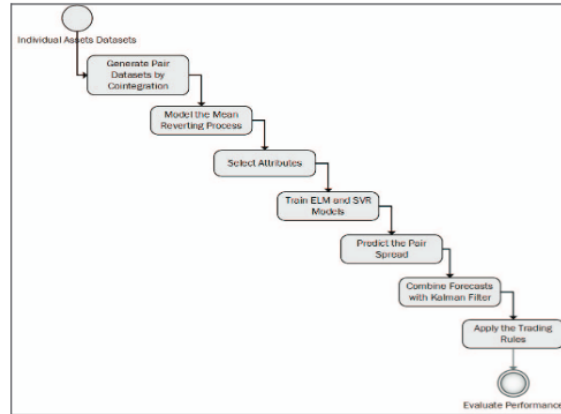 Individual Assets Datasets
Generate Pair
Datasets by
Cointegration
Model the Mean
Reverting Process
Select Attributes
Train ELM and SVR
Models
Predict the Pair
Spread
Combine Forecasts
with Kalman Filter
Apply the Trading
Rules
Evaluate Performance